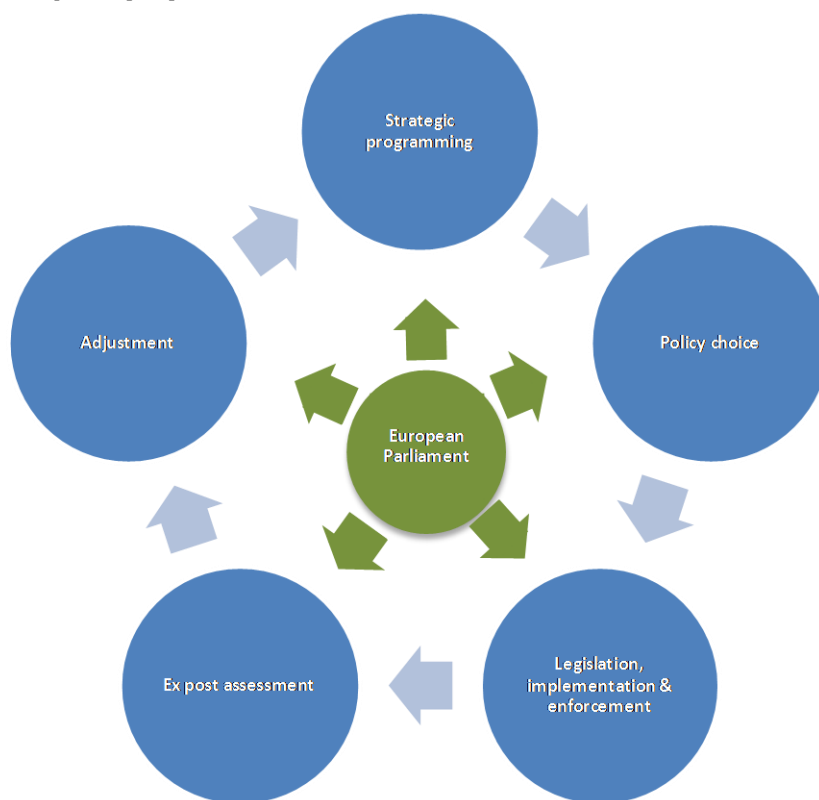 Strategic
programming
Policy choice
Legislation,
implementation &
enforcement
Ex post assessment
Adjustment
European
Parliament